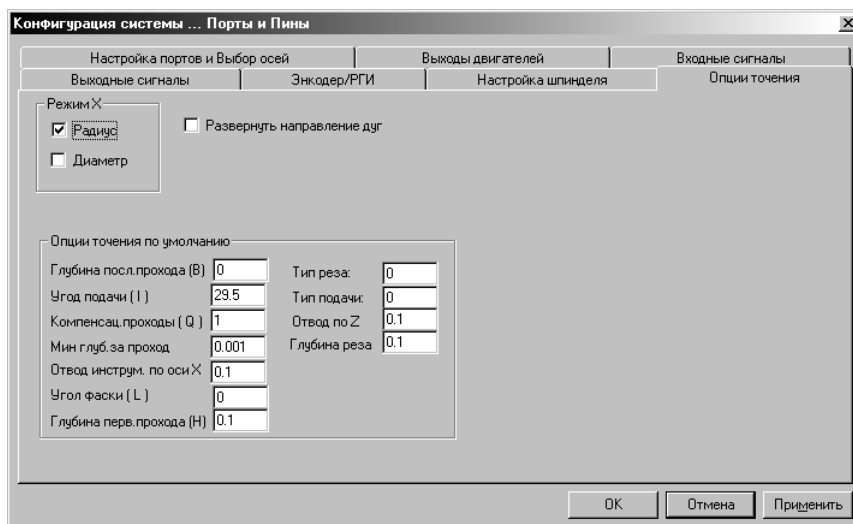 Конфигурация системы ... Порты и Пины
Настройка портов и Выбор осей
Выходы двигателей
Входные сигналы
Выходные сигналы
Энкодер/РГИ
Настройка шпинделя
Опции точения
Режим X
Радиус
Диаметр
Развернуть направление дуг
Опции точения по умолчанию
Глубина посл.прохода (B) 0
Угод подачи ( I ) 29.5
Компенсац.проходы ( Q ) 1
Мин глуб.за проход 0.001
Отвод инструм. по оси X 0.1
Угол фаски ( L ) 0
Глубина перв.прохода (H) 0.1
Тип реза: 0
Тип подачи: 0
Отвод по Z 0.1
Глубина реза 0.1
OK
Отмена
Применить